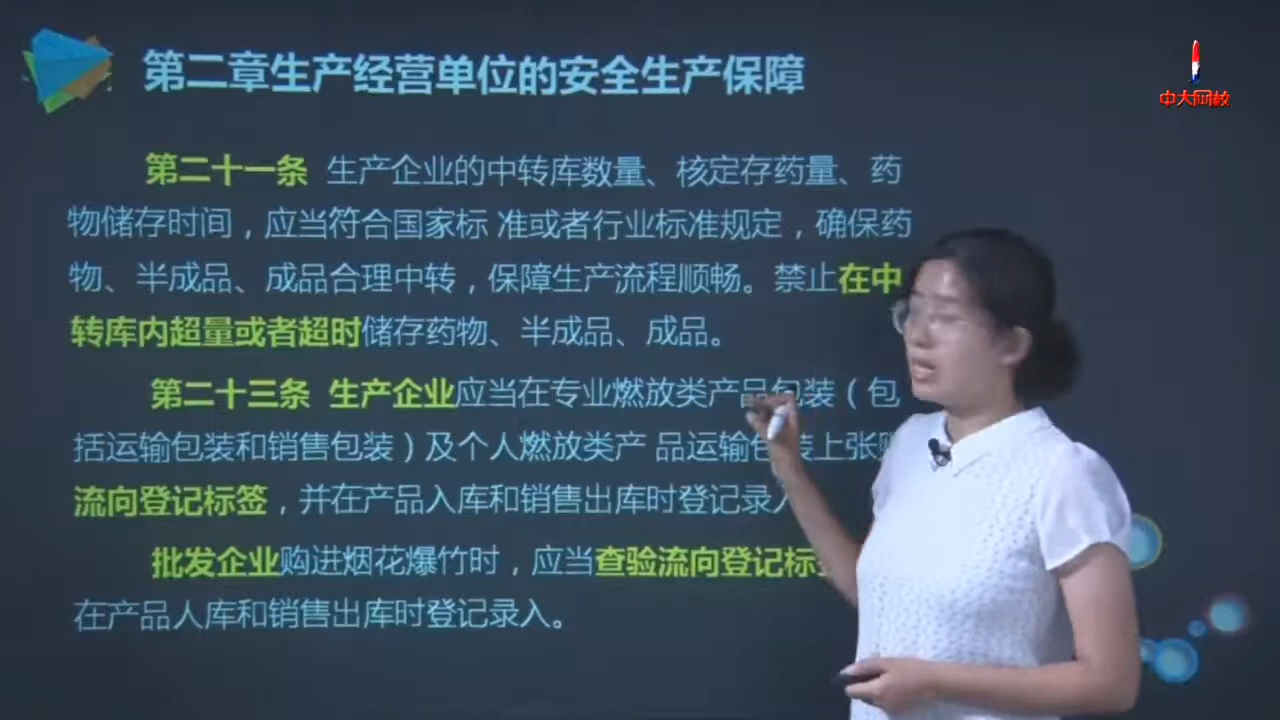 第二章生产经营单位的安全生产保障
中大网校
第二十一条 生产企业的中转库数量、核定存药量、药
物储存时间，应当符合国家标 准或者行业标准规定，确保药
物、半成品、成品合理中转，保障生产流程顺畅。禁止在中
转库内超量或者超时储存药物、半成品、成品。
第二十三条 生产企业应当在专业燃放类产品包装（包
括运输包装和销售包装）及个人燃放类产 品运输包装上张贴
流向登记标签，并在产品入库和销售出库时登记录入
批发企业购进烟花爆竹时，应当查验流向登记标签
在产品人库和销售出库时登记录入。